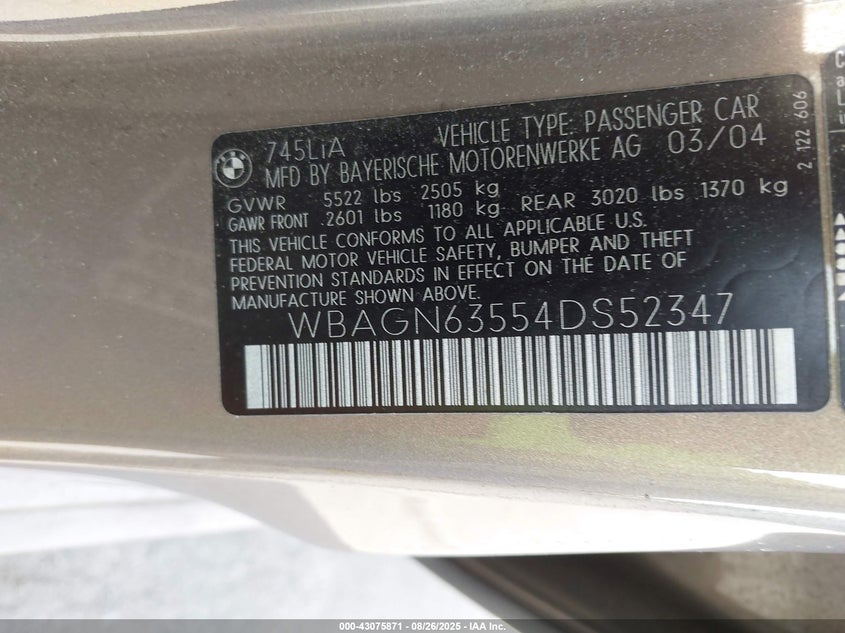 BMW
745LiA VEHICLE TYPE: PASSENGER CAR
MFD BY BAYERISCHE MOTORENWERKE AG 03/04
GVWR 5522 lbs 2505 kg
GAWR FRONT 2601 lbs 1180 kg REAR 3020 lbs 1370 kg
THIS VEHICLE CONFORMS TO ALL APPLICABLE U.S.
FEDERAL MOTOR VEHICLE SAFETY, BUMPER AND THEFT
PREVENTION STANDARDS IN EFFECT ON THE DATE OF
MANUFACTURE SHOWN ABOVE.
WBAGN63554DS52347
2 122 606
000-43075871 - 08/26/2025 - IAA Inc.